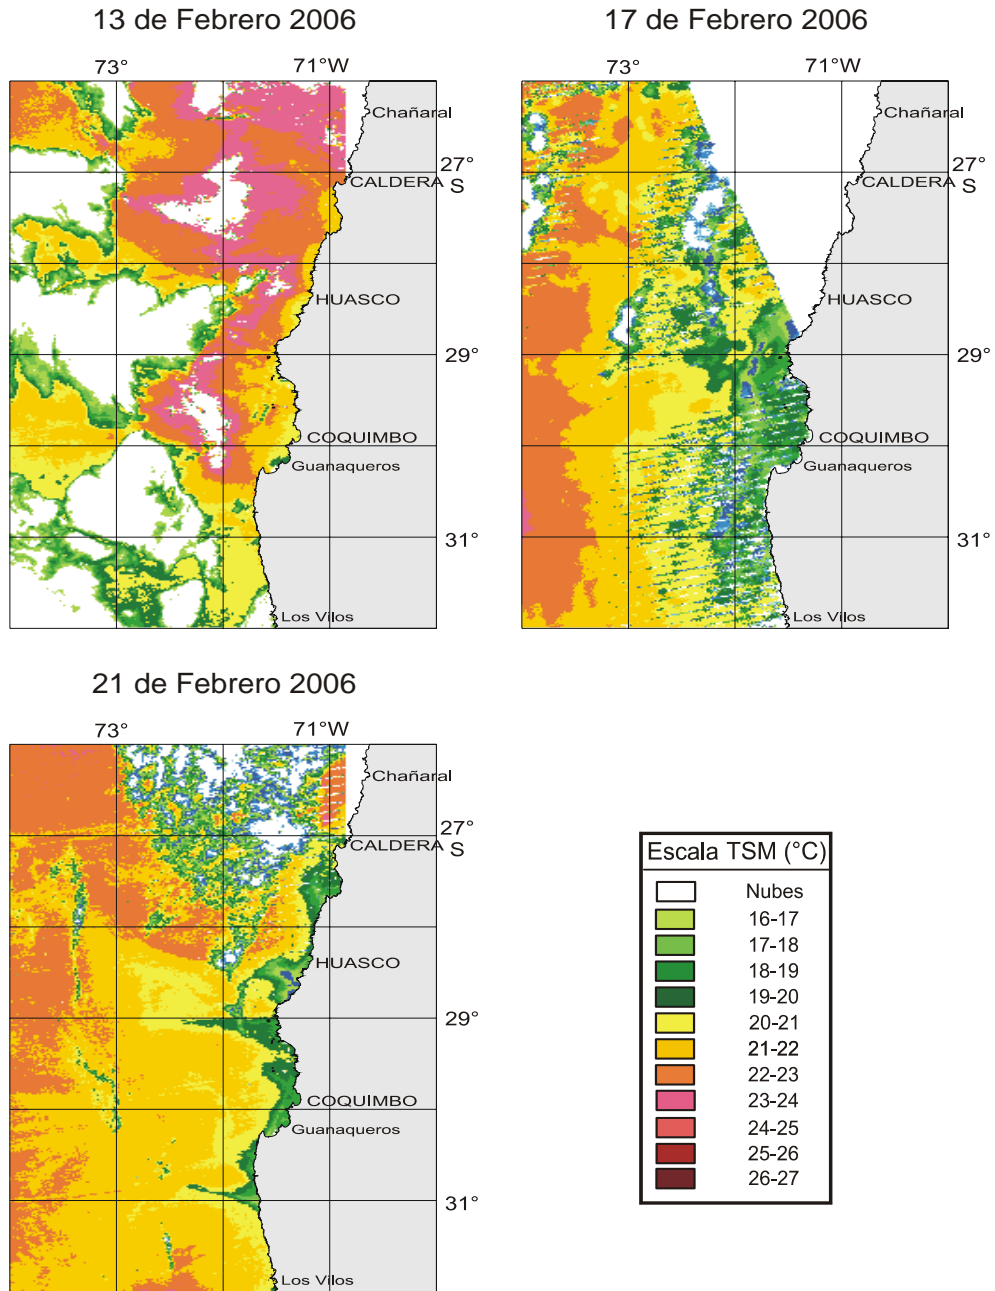 13 de Febrero 2006
73°
71°W
Chañaral
27°
CALDERA S
HUASCO
29°
COQUIMBO
Guanaqueros
31°
Los Vilos
17 de Febrero 2006
73°
71°W
Chañaral
27°
CALDERA S
HUASCO
29°
COQUIMBO
Guanaqueros
31°
Los Vilos
21 de Febrero 2006
73°
71°W
Chañaral
27°
CALDERA S
HUASCO
29°
COQUIMBO
Guanaqueros
31°
Los Vilos
Escala TSM (°C)
Nubes
16-17
17-18
18-19
19-20
20-21
21-22
22-23
23-24
24-25
25-26
26-27